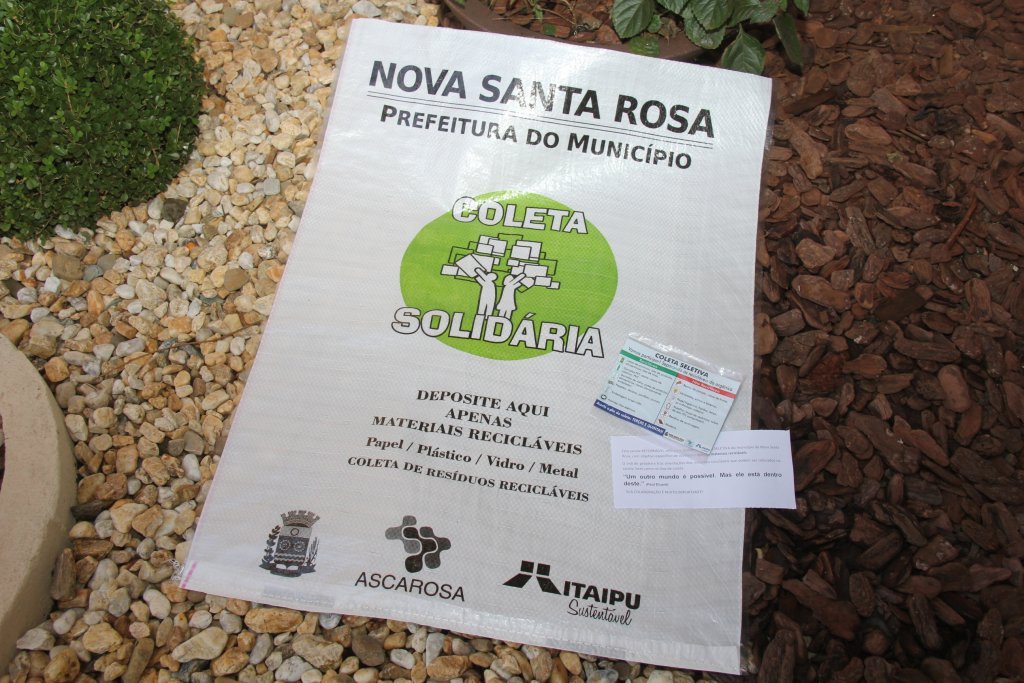 NOVA SANTA ROSA
PREFEITURA DO MUNICÍPIO
COLETA
SOLIDÁRIA
DEPOSITE AQUI
APENAS
MATERIAIS RECICLÁVEIS
Papel / Plástico / Vidro / Metal
COLETA DE RESÍDUOS RECICLÁVEIS
ASCAROSA
ITAIPU
Sustentável
COLETA SELETIVA
"Um outro mundo é possível. Mas ele está dentro
deste."